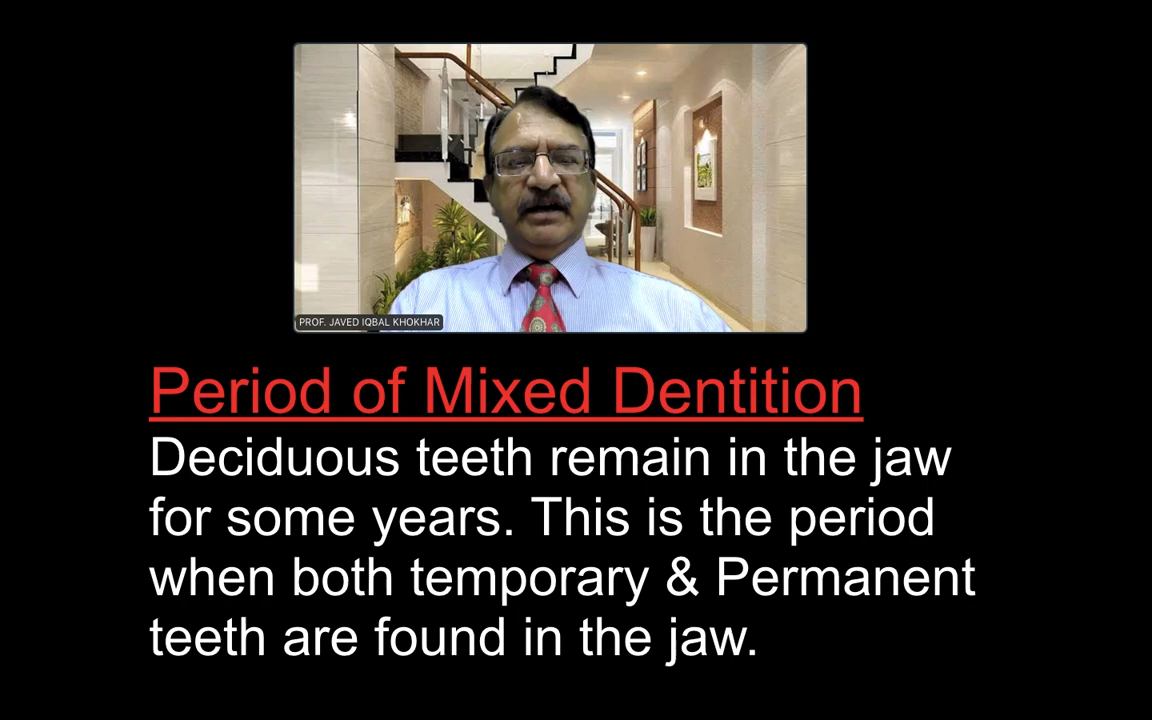 PROF. JAVED IQBAL KHOKHAR
Period of Mixed Dentition
Deciduous teeth remain in the jaw
for some years. This is the period
when both temporary & Permanent
teeth are found in the jaw.